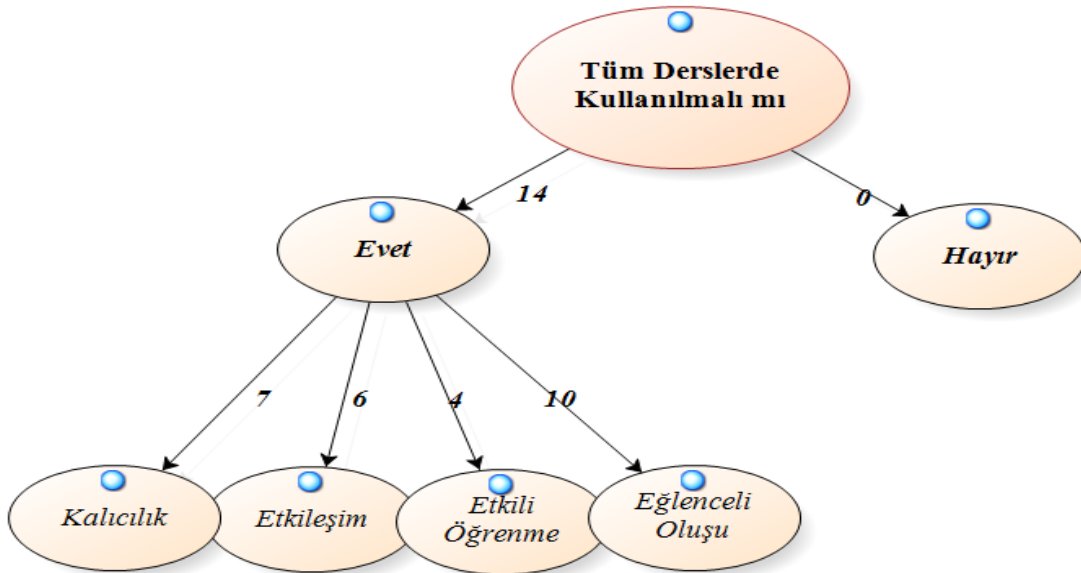 Tüm Derslerde
Kullanılmalı mı
14
0
Evet
Hayır
7
6
4
10
Kalıcılık
Etkileşim
Etkili
Öğrenme
Eğlenceli
Oluşu